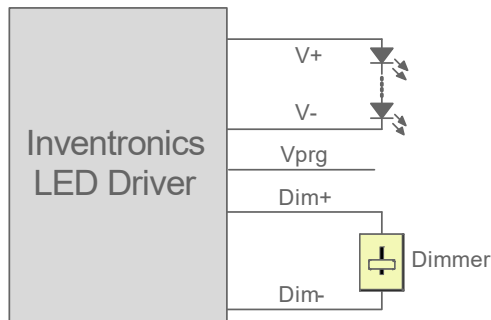 V+
V-
Inventronics
LED Driver
Vprg
Dim+
Dimmer
Dim-